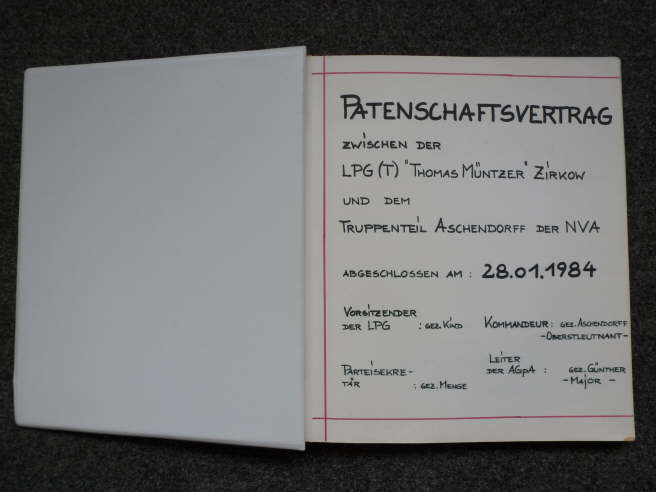 PATENSCHAFTSVERTRAG
ZWISCHEN DER
LPG (T) "THOMAS MÜNTZER" ZIRKOW
UND DEM
TRUPPENTEIL ASCHENDORFF DER NVA
ABGESCHLOSSEN AM : 28.01.1984
VORSITZENDER
DER LPG : GEZ. KIND
KOMMANDEUR : GEZ. ASCHENDORFF
-OBERSTLEUTNANT-
PARTEISEKRE-
TÄR : GEZ. MENGE
LEITER
DER AGPA : GEZ. GÜNTHER
- MAJOR -